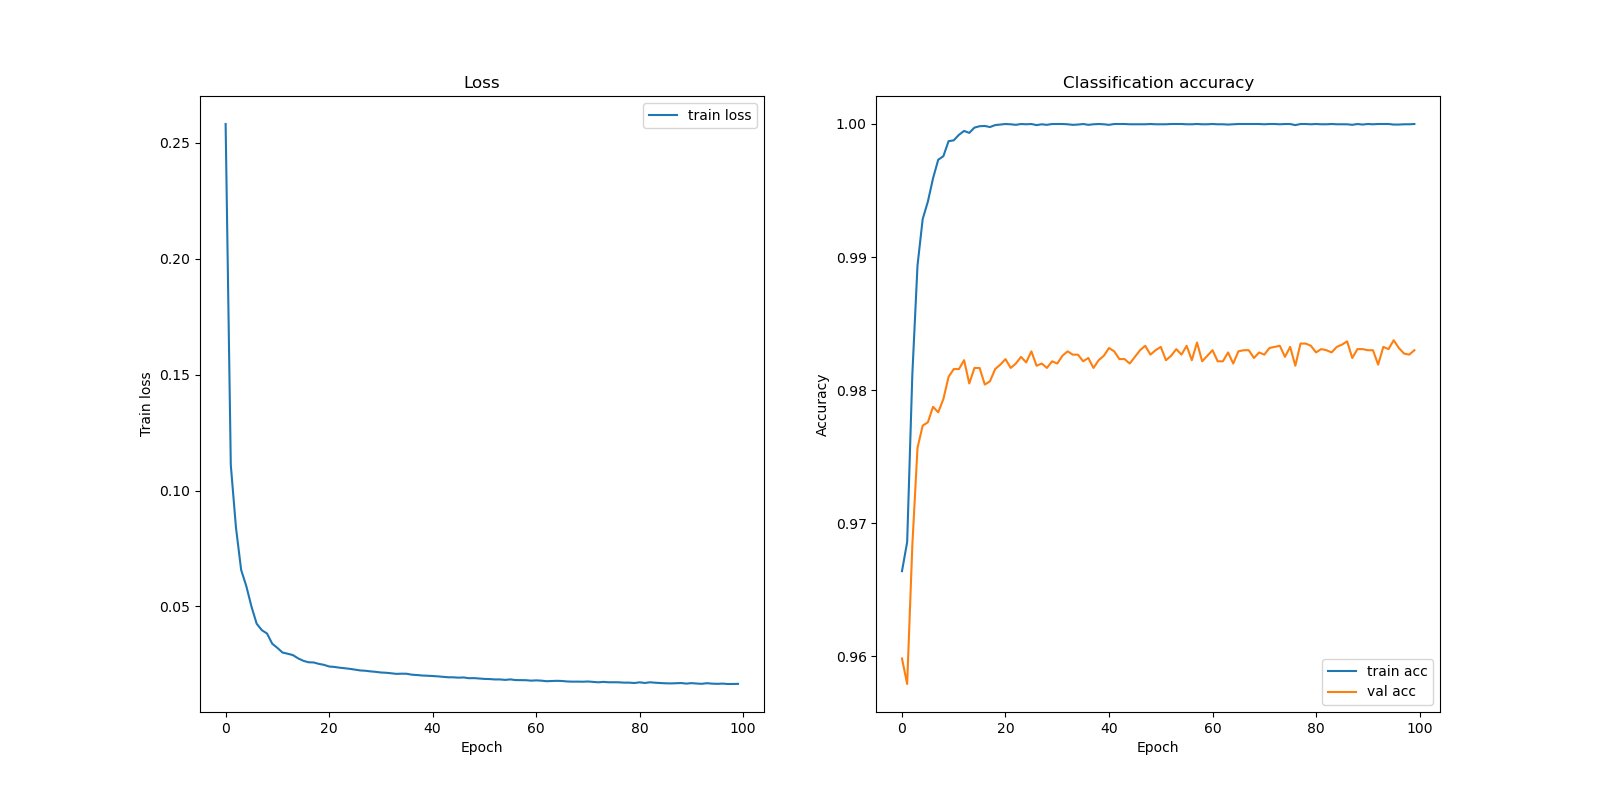 Loss
train loss
0.25
0.20
0.15
0.10
0.05
Train loss
0 20 40 60 80 100
Epoch
Classification accuracy
1.00
0.99
0.98
0.97
0.96
Accuracy
train acc
val acc
0 20 40 60 80 100
Epoch